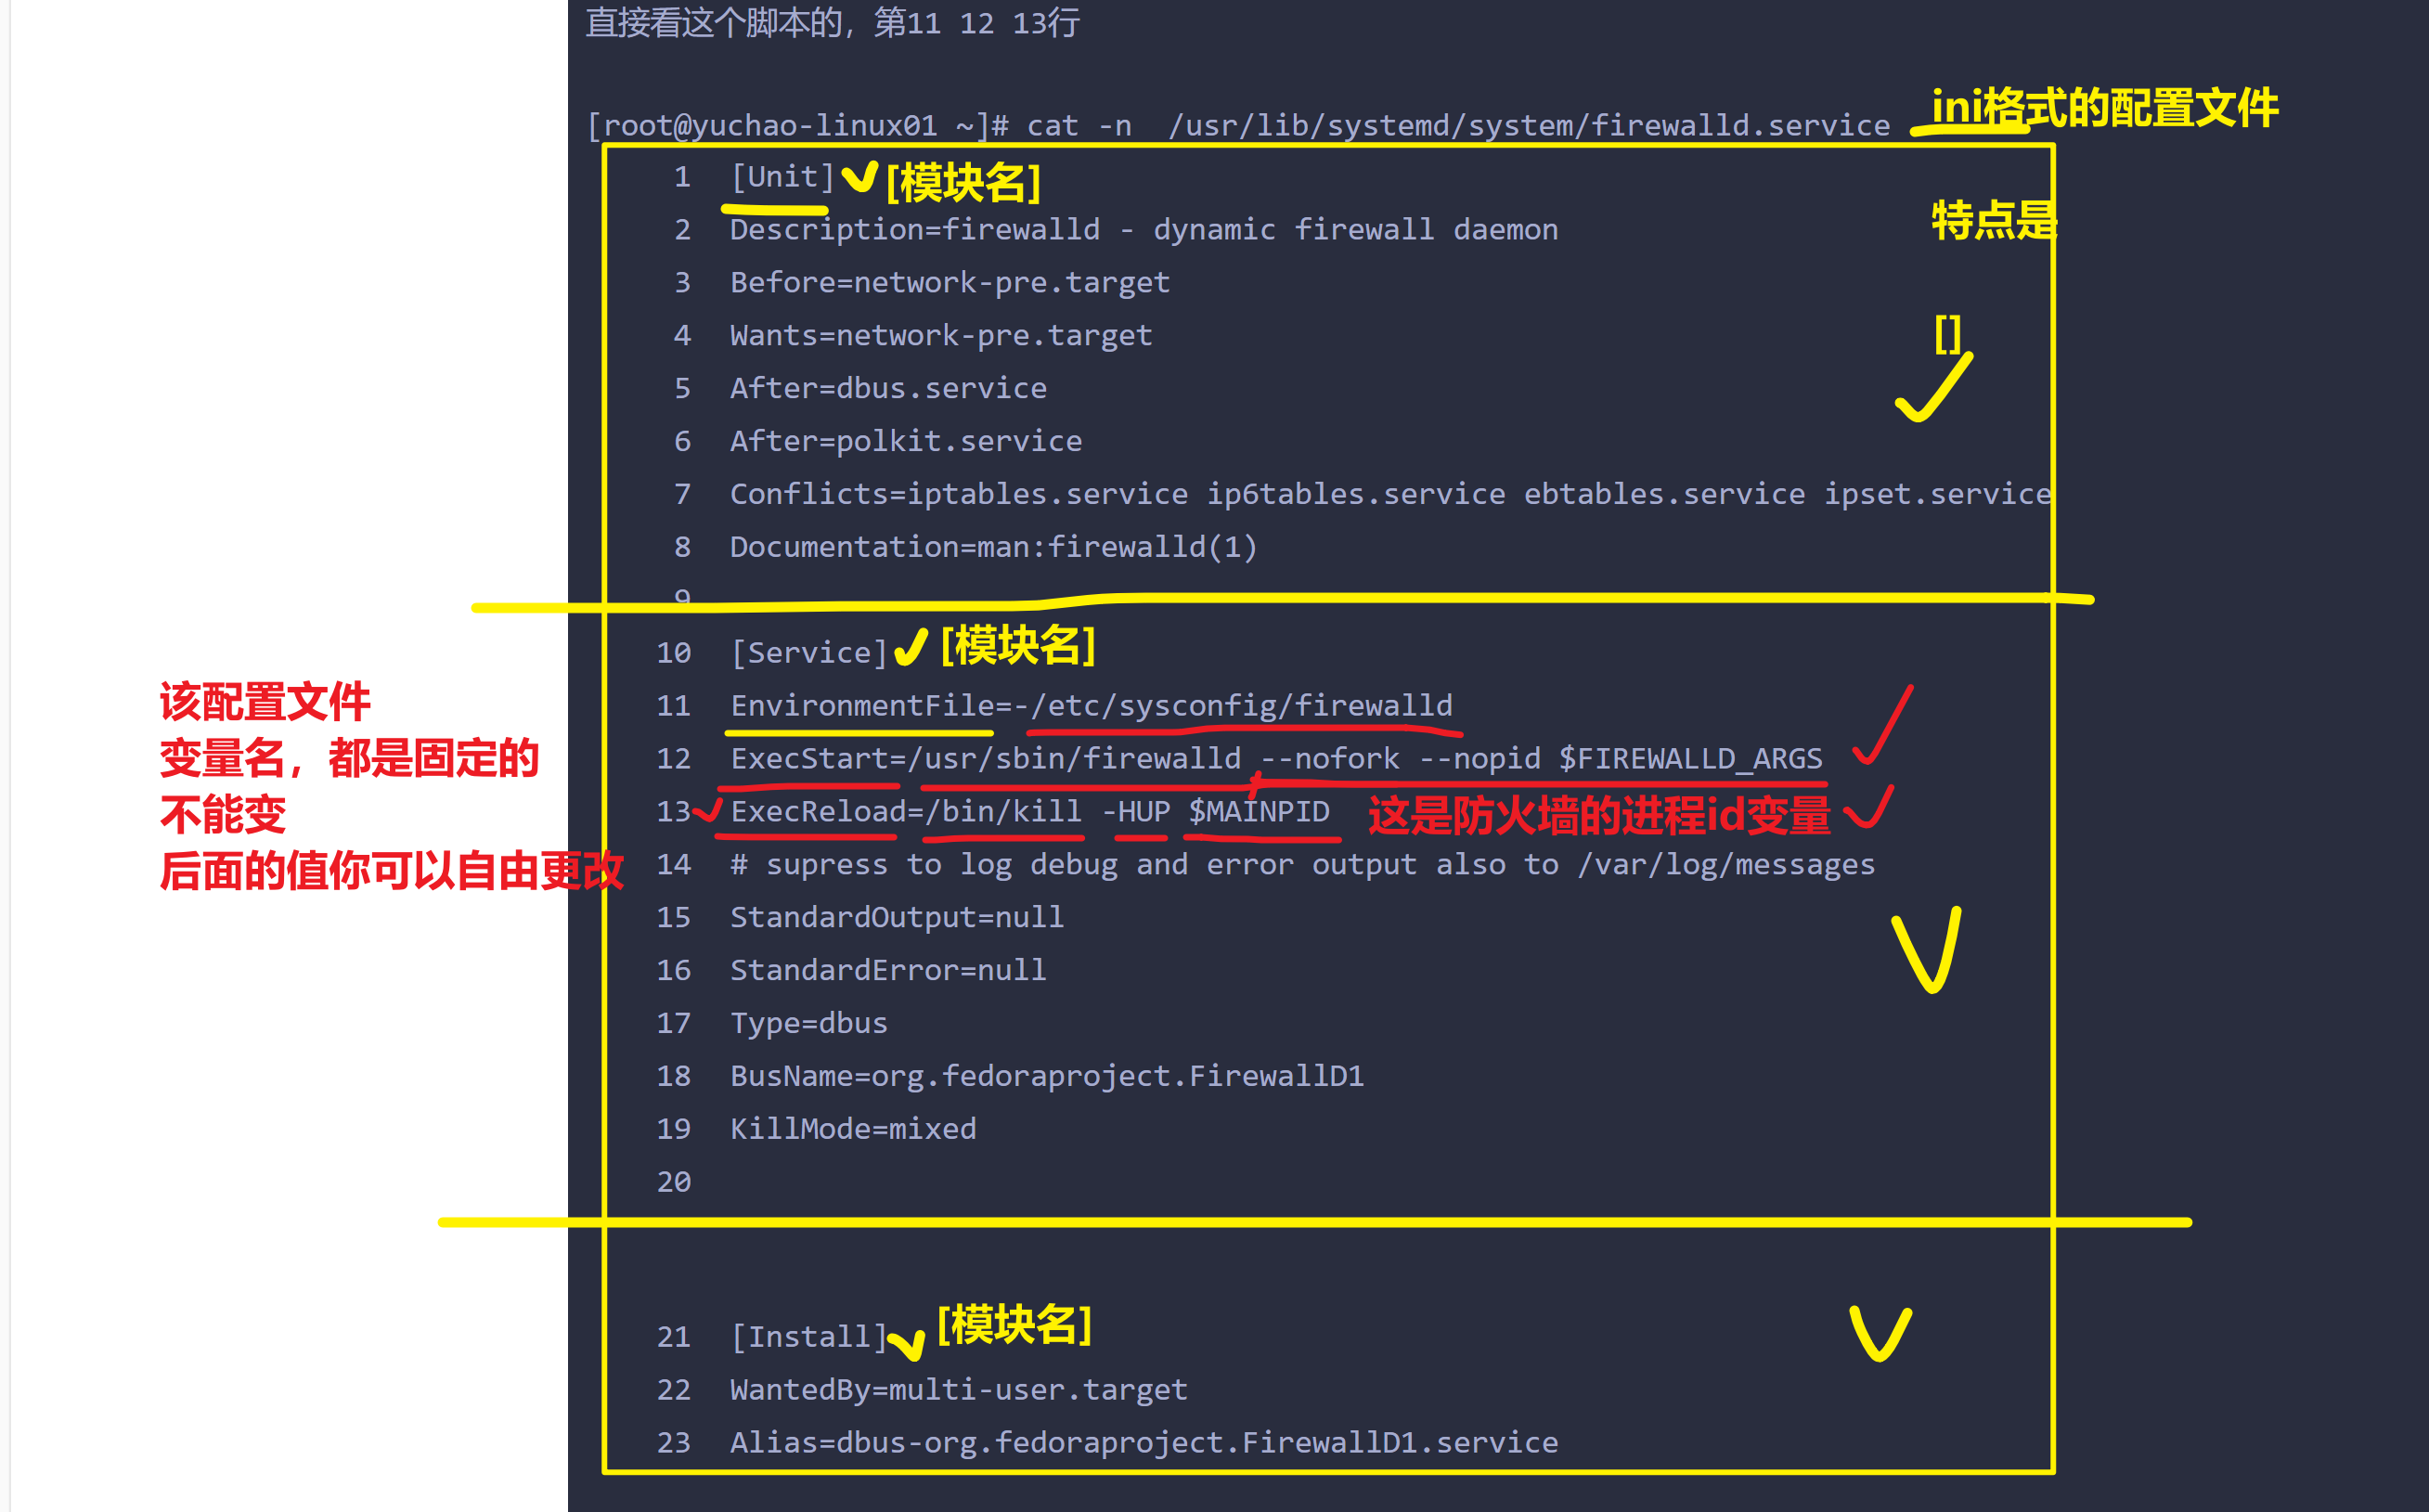 直接看这个脚本的，第11 12 13行
[root@yuchao-linux01 ~]# cat -n  /usr/lib/systemd/system/firewalld.service
ini格式的配置文件
1 [Unit] [模块名]
特点是
2 Description=firewalld - dynamic firewall daemon
3 Before=network-pre.target
4 Wants=network-pre.target
[]
5 After=dbus.service
6 After=polkit.service
7 Conflicts=iptables.service ip6tables.service ebtables.service ipset.service
8 Documentation=man:firewalld(1)
9
10 [Service] [模块名]
11 EnvironmentFile=-/etc/sysconfig/firewalld
12 ExecStart=/usr/sbin/firewalld --nofork --nopid $FIREWALLD_ARGS
13 ExecReload=/bin/kill -HUP $MAINPID 这是防火墙的进程id变量
14 # supress to log debug and error output also to /var/log/messages
15 StandardOutput=null
16 StandardError=null
17 Type=dbus
18 BusName=org.fedoraproject.FirewallD1
19 KillMode=mixed
20
21 [Install] [模块名]
22 WantedBy=multi-user.target
23 Alias=dbus-org.fedoraproject.FirewallD1.service
该配置文件
变量名，都是固定的
不能变
后面的值你可以自由更改